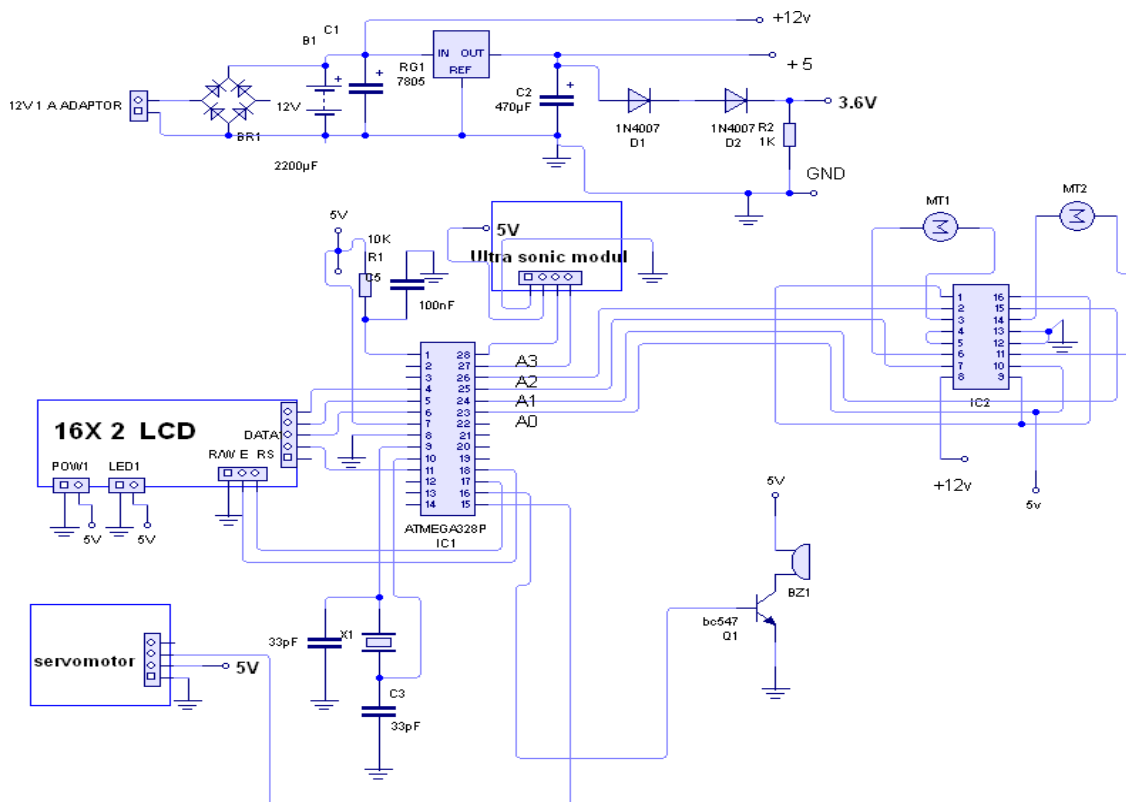 +12v
C1
B1
IN OUT
REF
RG1
7805
+ 5
C2
470µF
12V 1 A ADAPTOR
12V
BR1
2200µF
1N4007
D1
1N4007
D2
R2
1K
3.6V
GND
MT1
MT2
5V
10K
R1
C5
100nF
5V
Ultra sonic modul
1 28
2 27
3 26
4 25
5 24
6 23
7 22
8 21
9 20
10 19
11 18
12 17
13 16
14 15
ATMEGA328P
IC1
A3
A2
A1
A0
1 16
2 15
3 14
4 13
5 12
6 11
7 10
8 9
IC2
+12v
5v
16X 2 LCD
DATA
R/W E RS
POW1
LED1
5V
5V
5V
BZ1
bc547
Q1
33pF
X1
C3
33pF
servomotor
5V